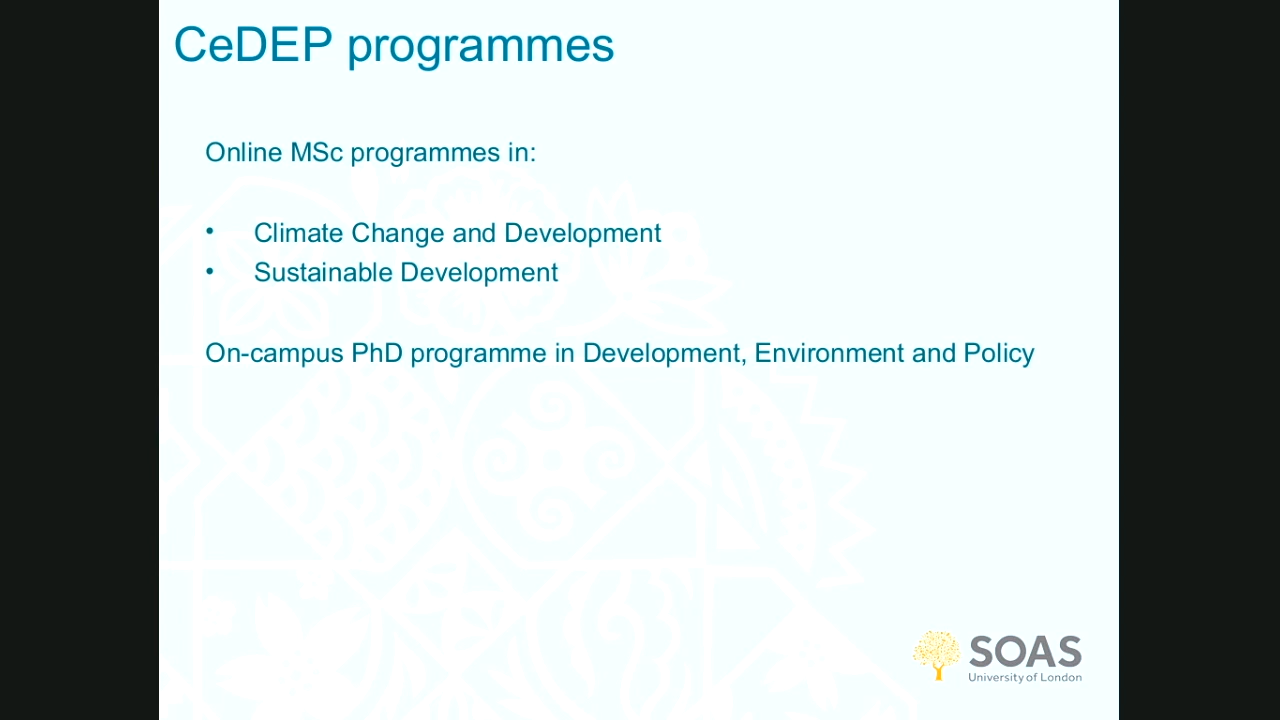 CeDEP programmes
Online MSc programmes in:
• Climate Change and Development
• Sustainable Development
On-campus PhD programme in Development, Environment and Policy
SOAS
University of London